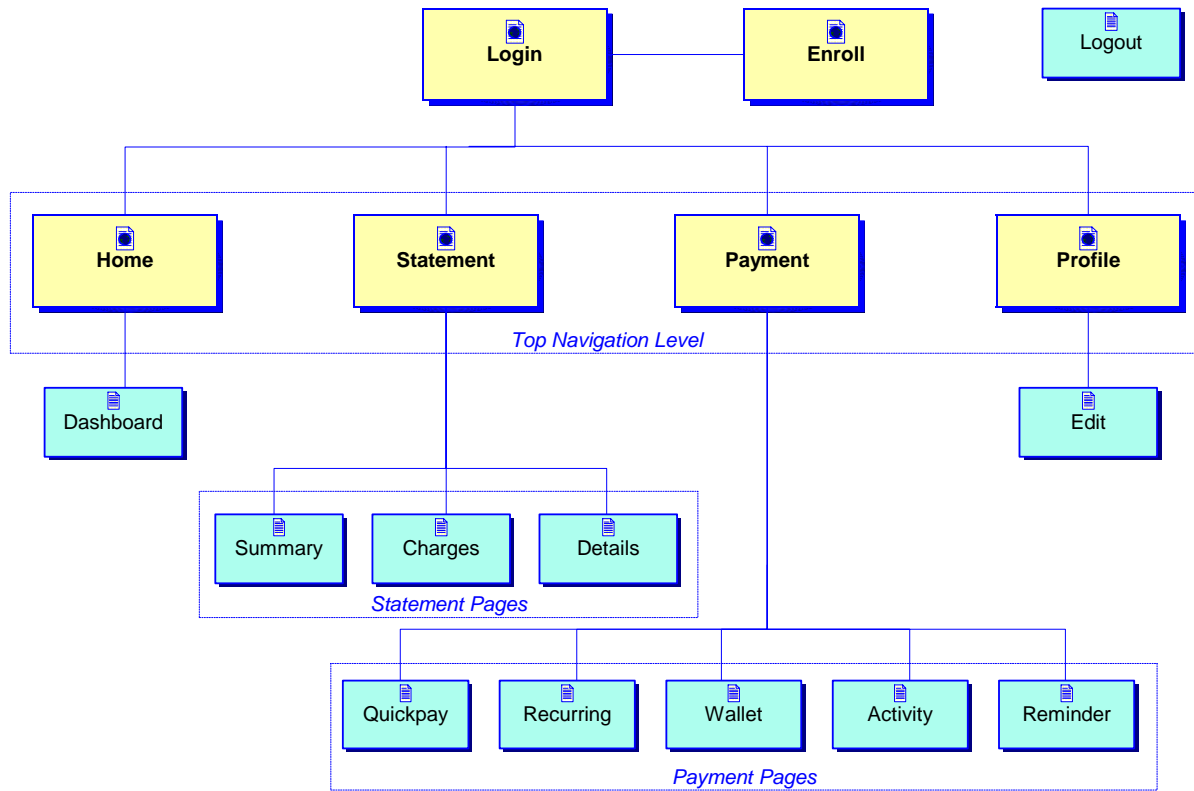 Login
Enroll
Logout
Home
Statement
Payment
Profile
Top Navigation Level
Dashboard
Edit
Summary
Charges
Details
Statement Pages
Quickpay
Recurring
Wallet
Activity
Reminder
Payment Pages